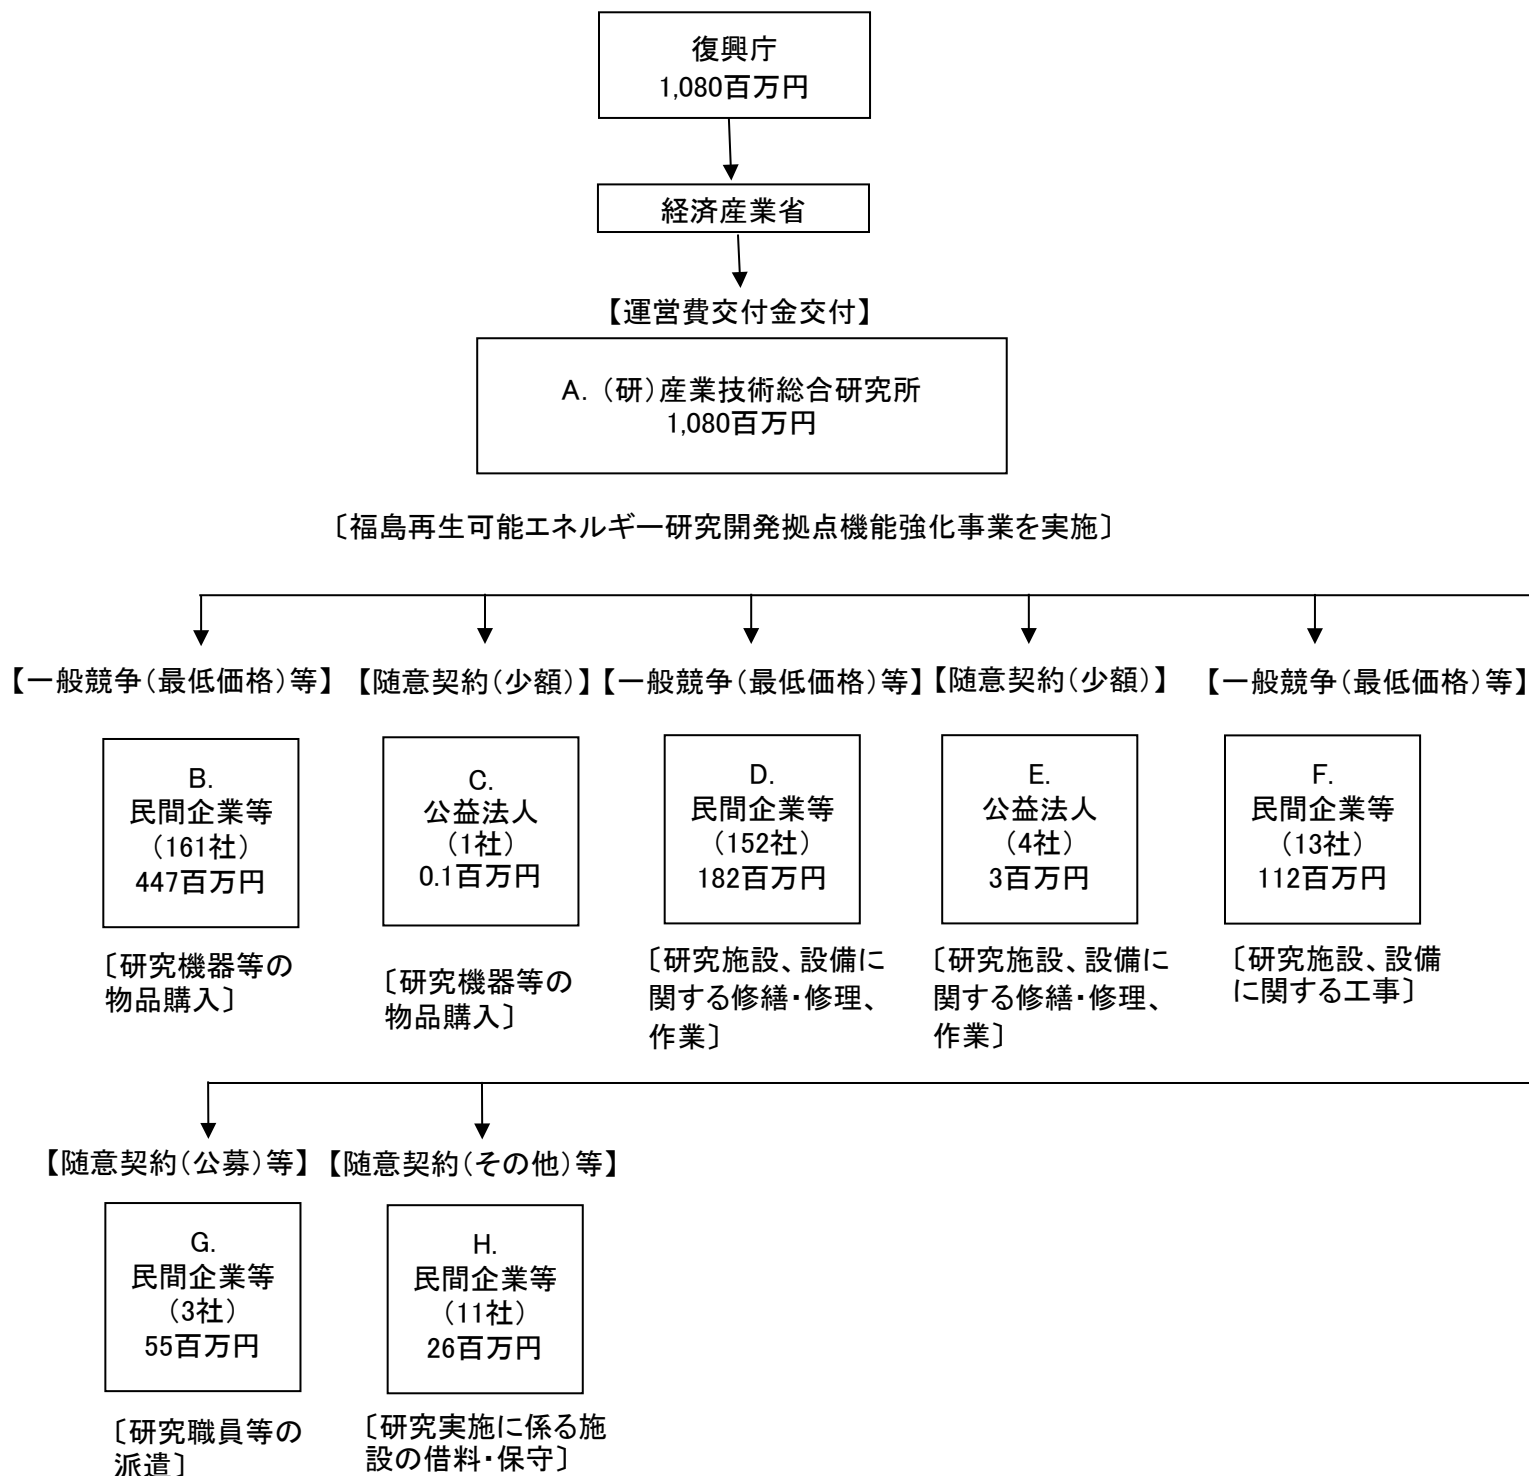 復興庁
1,080百万円
経済産業省
【運営費交付金交付】
A.（研）産業技術総合研究所
1,080百万円
〔福島再生可能エネルギー研究開発拠点機能強化事業を実施〕
【一般競争（最低価格）等】
【随意契約（少額）】
【一般競争（最低価格）等】
【随意契約（少額）】
【一般競争（最低価格）等】
B.
民間企業等
（161社）
447百万円
〔研究機器等の
物品購入〕
C.
公益法人
（1社）
0.1百万円
〔研究機器等の
物品購入〕
D.
民間企業等
（152社）
182百万円
〔研究施設、設備に
関する修繕・修理、
作業〕
E.
公益法人
（4社）
3百万円
〔研究施設、設備に
関する修繕・修理、
作業〕
F.
民間企業等
（13社）
112百万円
〔研究施設、設備
に関する工事〕
【随意契約（公募）等】
【随意契約（その他）等】
G.
民間企業等
（3社）
55百万円
〔研究職員等の
派遣〕
H.
民間企業等
（11社）
26百万円
〔研究実施に係る施
設の借料・保守〕